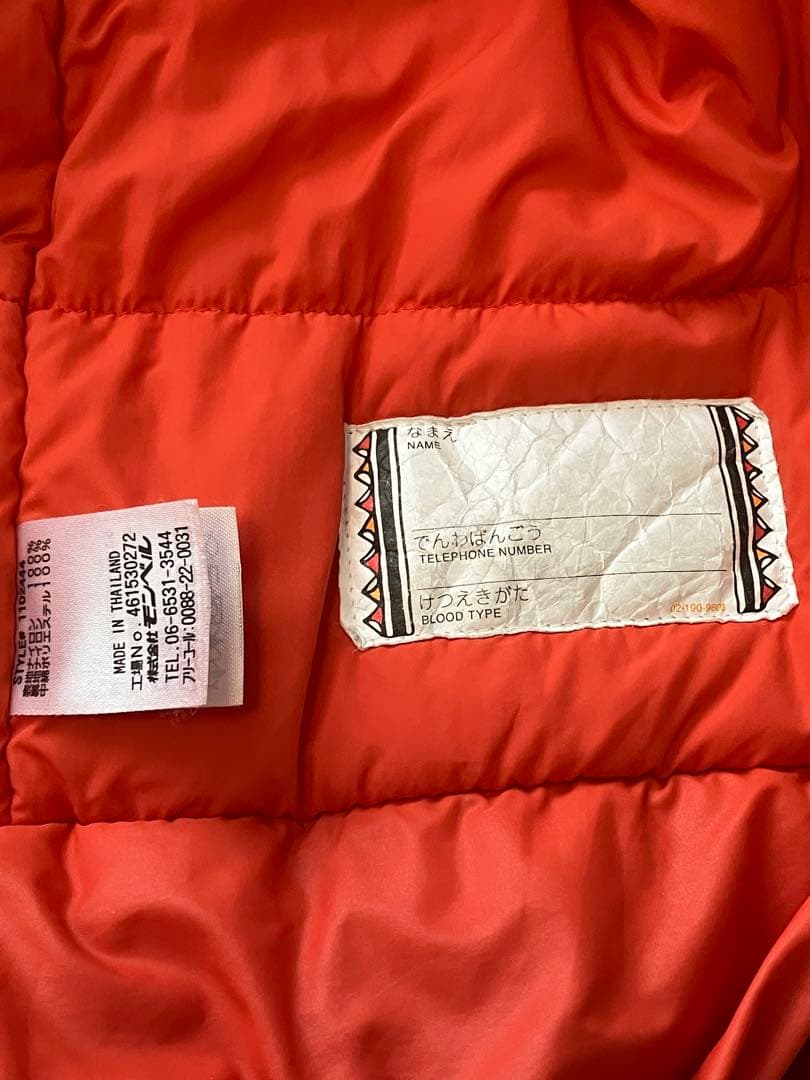 STYLE# 1102444
表地ナイロン 100%
中綿ポリエステル 100%
MADE IN THAILAND
工場No. 461530272
株式会社 モンベル
TEL. 06-6531-3544
フリーコール: 0088-22-0031
なまえ
NAME
でんわばんごう
TELEPHONE NUMBER
けつえきがた
BLOOD TYPE
02-190-9603